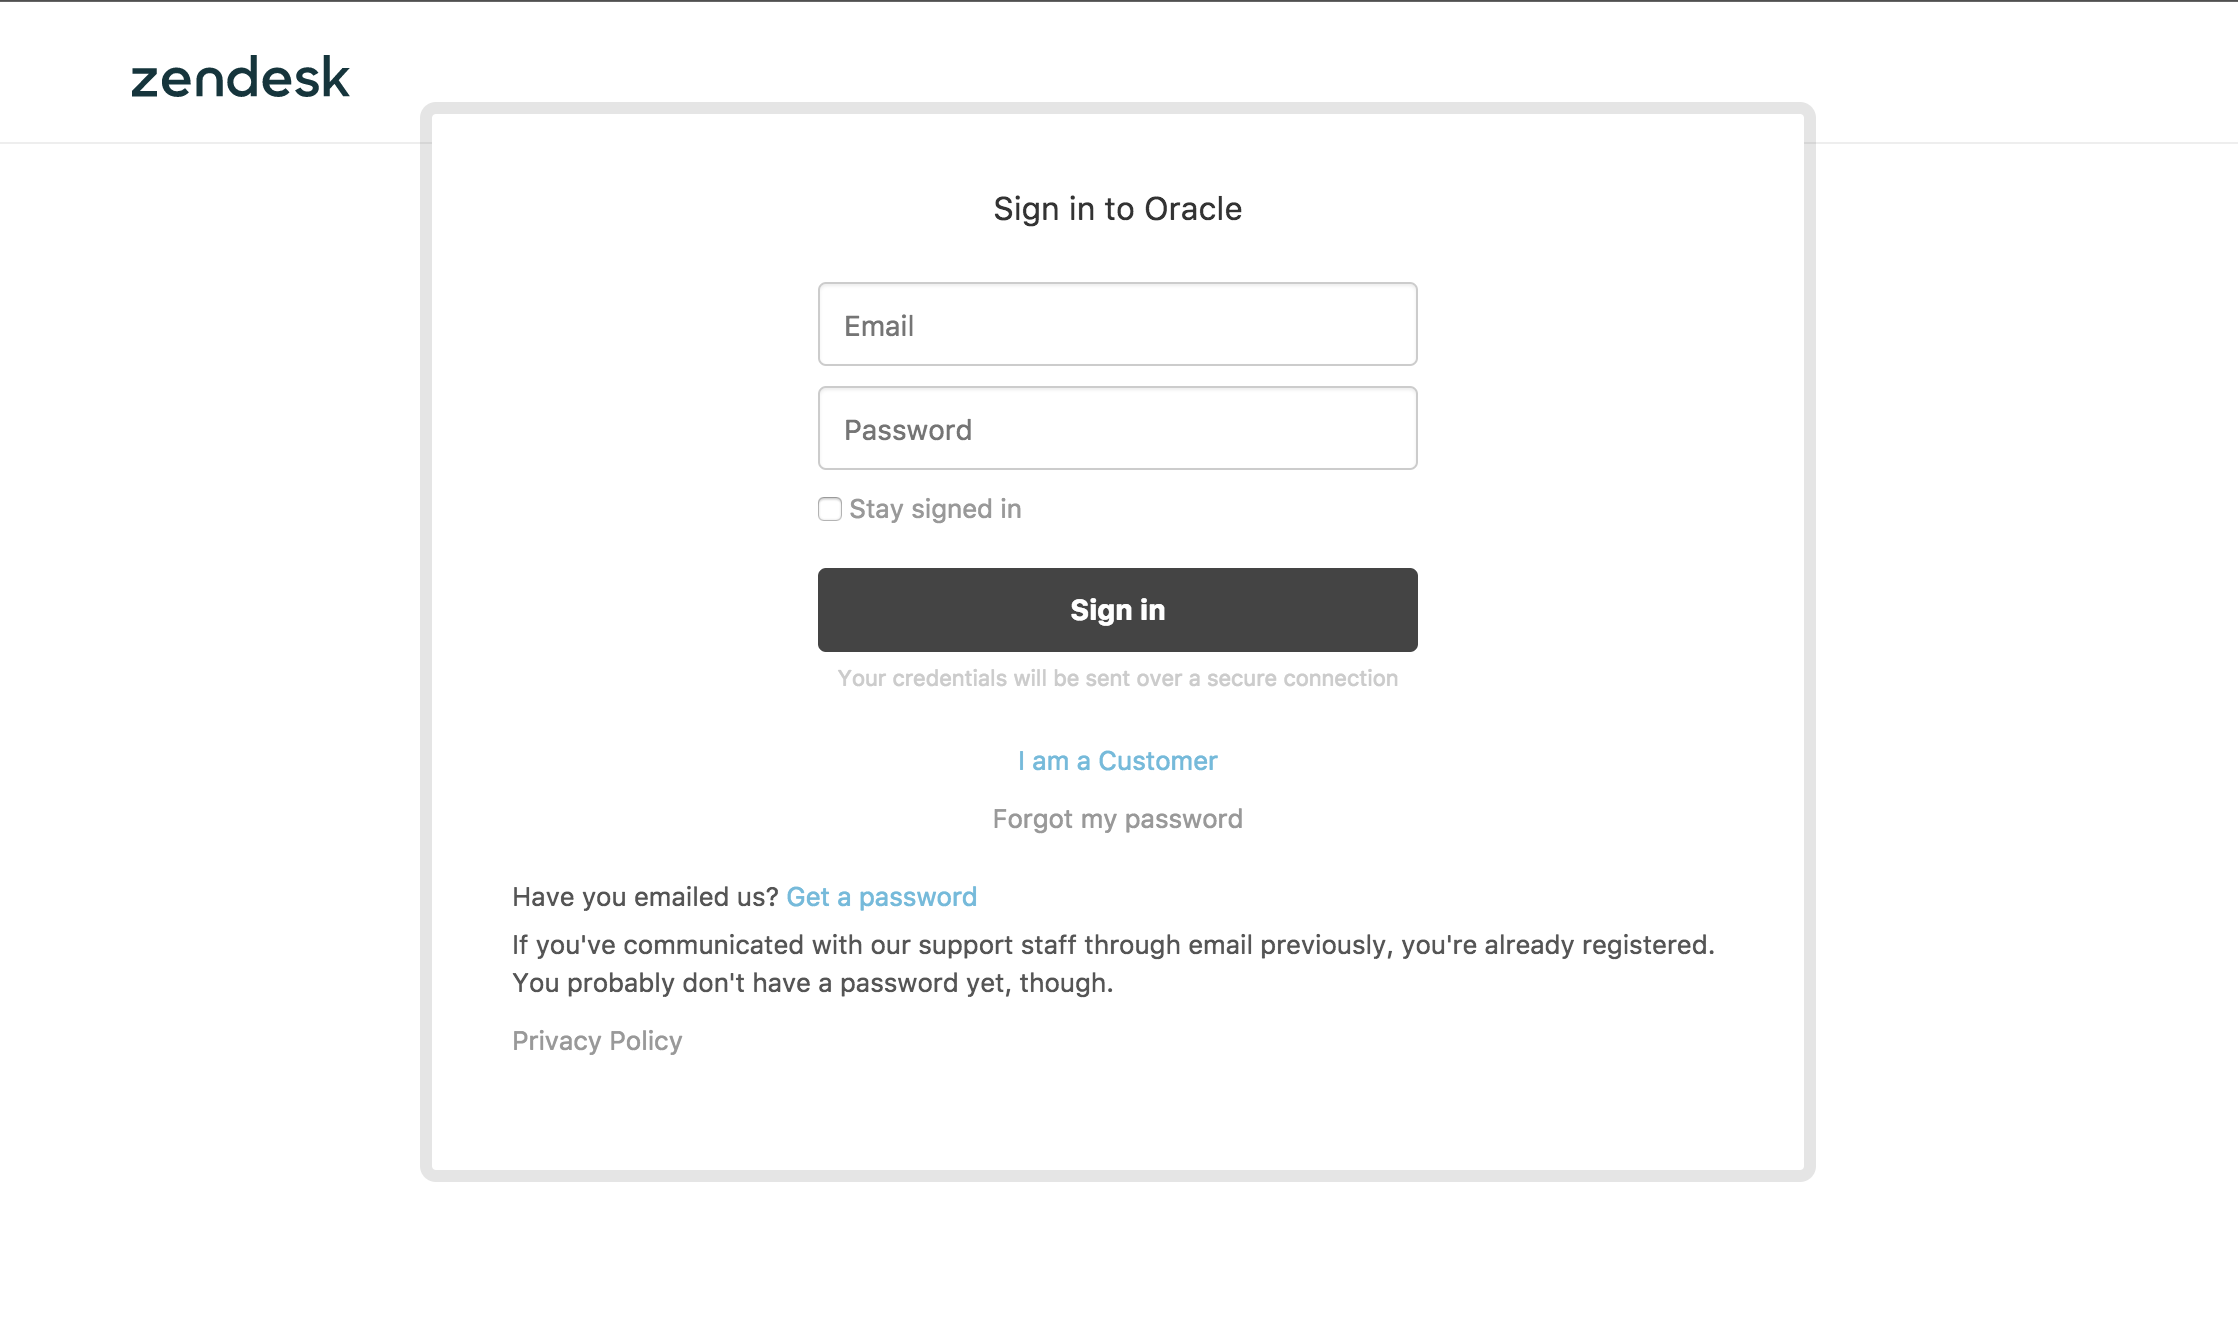 zendesk
Sign in to Oracle
Email
Password
Stay signed in
Sign in
Your credentials will be sent over a secure connection
I am a Customer
Forgot my password
Have you emailed us? Get a password
If you've communicated with our support staff through email previously, you're already registered.
You probably don't have a password yet, though.
Privacy Policy